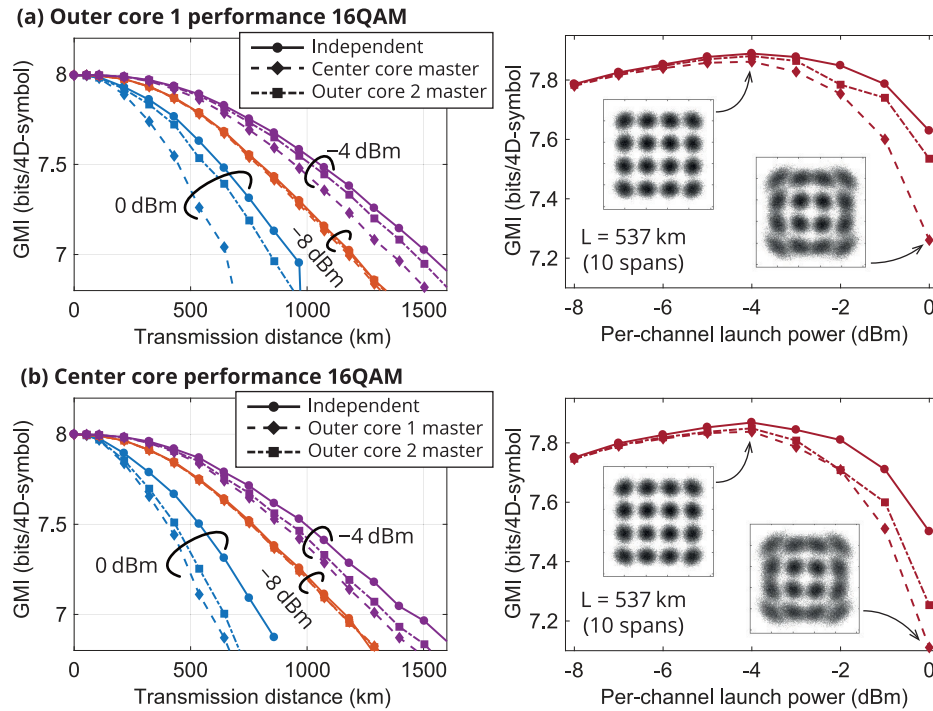 (a) Outer core 1 performance 16QAM
Independent
Center core master
Outer core 2 master
8
7.5
7
GMI (bits/4D-symbol)
0 dBm
−4 dBm
−8 dBm
0
500
1000
1500
Transmission distance (km)
7.8
7.6
7.4
7.2
GMI (bits/4D-symbol)
L = 537 km
(10 spans)
-8
-6
-4
-2
0
Per-channel launch power (dBm)
(b) Center core performance 16QAM
Independent
Outer core 1 master
Outer core 2 master
8
7.5
7
GMI (bits/4D-symbol)
0 dBm
−4 dBm
−8 dBm
0
500
1000
1500
Transmission distance (km)
7.8
7.6
7.4
7.2
GMI (bits/4D-symbol)
L = 537 km
(10 spans)
-8
-6
-4
-2
0
Per-channel launch power (dBm)